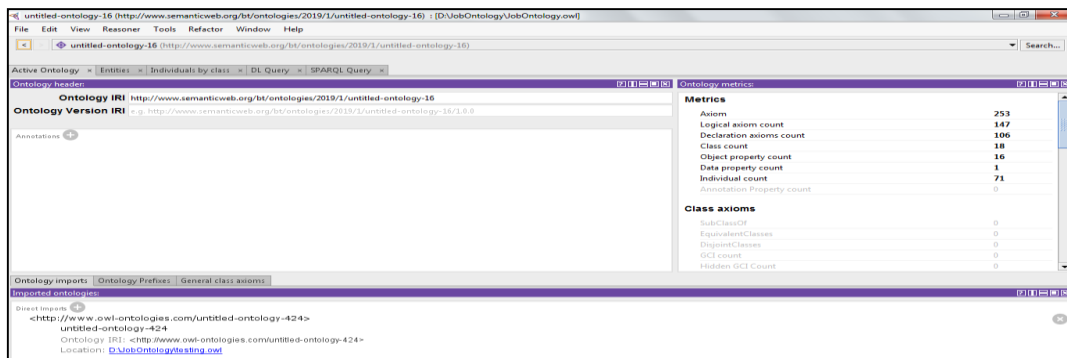 untitled-ontology-16 (http://www.semanticweb.org/bt/ontologies/2019/1/untitled-ontology-16) : [D:\JobOntology\JobOntology.owl]
File Edit View Reasoner Tools Refactor Window Help
< > untitled-ontology-16 (http://www.semanticweb.org/bt/ontologies/2019/1/untitled-ontology-16) Search...
Active Ontology × Entities × Individuals by class × DL Query × SPARQL Query ×
Ontology header:
Ontology IRI http://www.semanticweb.org/bt/ontologies/2019/1/untitled-ontology-16
Ontology Version IRI e.g. http://www.semanticweb.org/bt/ontologies/2019/1/untitled-ontology-16/1.0.0
Annotations
Ontology metrics:
Metrics
Axiom 253
Logical axiom count 147
Declaration axioms count 106
Class count 18
Object property count 16
Data property count 1
Individual count 71
Annotation Property count 0
Class axioms
SubClassOf 0
EquivalentClasses 0
DisjointClasses 0
GCI count 0
Hidden GCI Count 0
Ontology imports Ontology Prefixes General class axioms
Imported ontologies:
Direct Imports
<http://www.owl-ontologies.com/untitled-ontology-424>
untitled-ontology-424
Ontology IRI: <http://www.owl-ontologies.com/untitled-ontology-424>
Location: D:\JobOntology\testing.owl